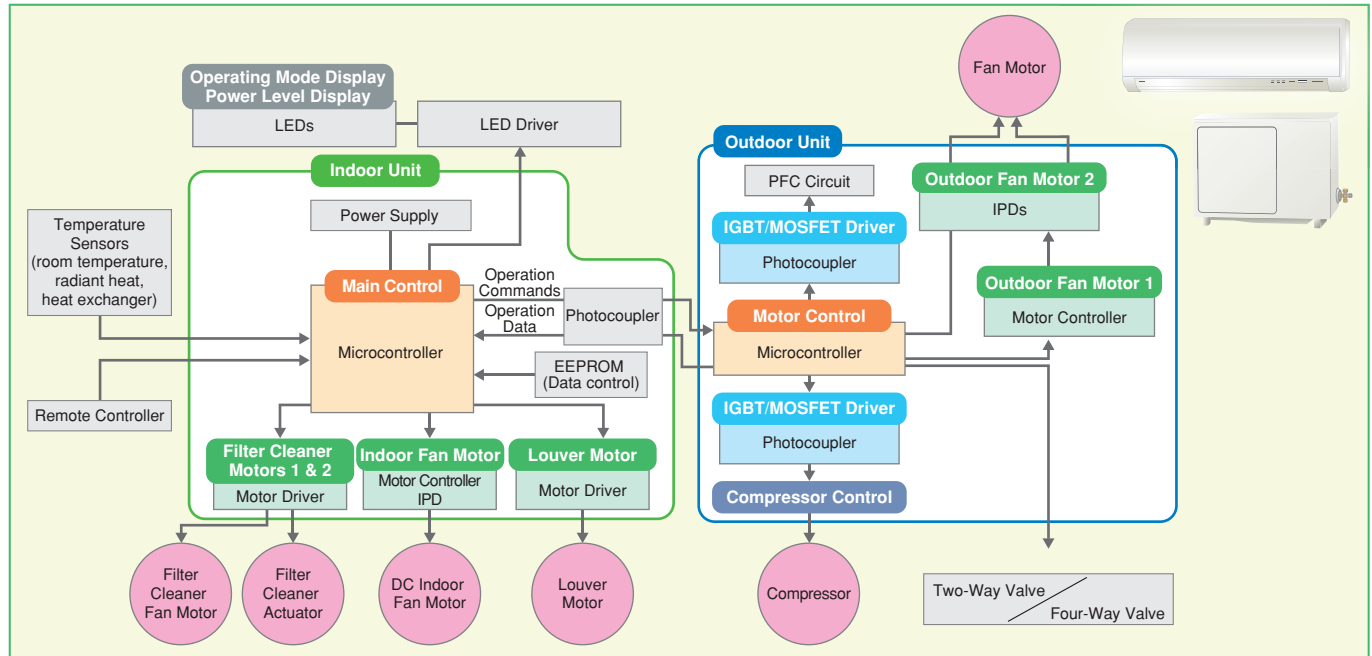 Operating Mode Display
Power Level Display
LEDs
LED Driver
Fan Motor
Indoor Unit
Outdoor Unit
Power Supply
PFC Circuit
Outdoor Fan Motor 2
IPDs
Temperature
Sensors
(room temperature,
radiant heat,
heat exchanger)
IGBT/MOSFET Driver
Photocoupler
Main Control
Microcontroller
Operation
Commands
Operation
Data
Photocoupler
Motor Control
Microcontroller
Outdoor Fan Motor 1
Motor Controller
EEPROM
(Data control)
Remote Controller
IGBT/MOSFET Driver
Photocoupler
Filter Cleaner
Motors 1 & 2
Motor Driver
Indoor Fan Motor
Motor Controller
IPD
Louver Motor
Motor Driver
Compressor Control
Filter
Cleaner
Fan Motor
Filter
Cleaner
Actuator
DC Indoor
Fan Motor
Louver
Motor
Compressor
Two-Way Valve
Four-Way Valve